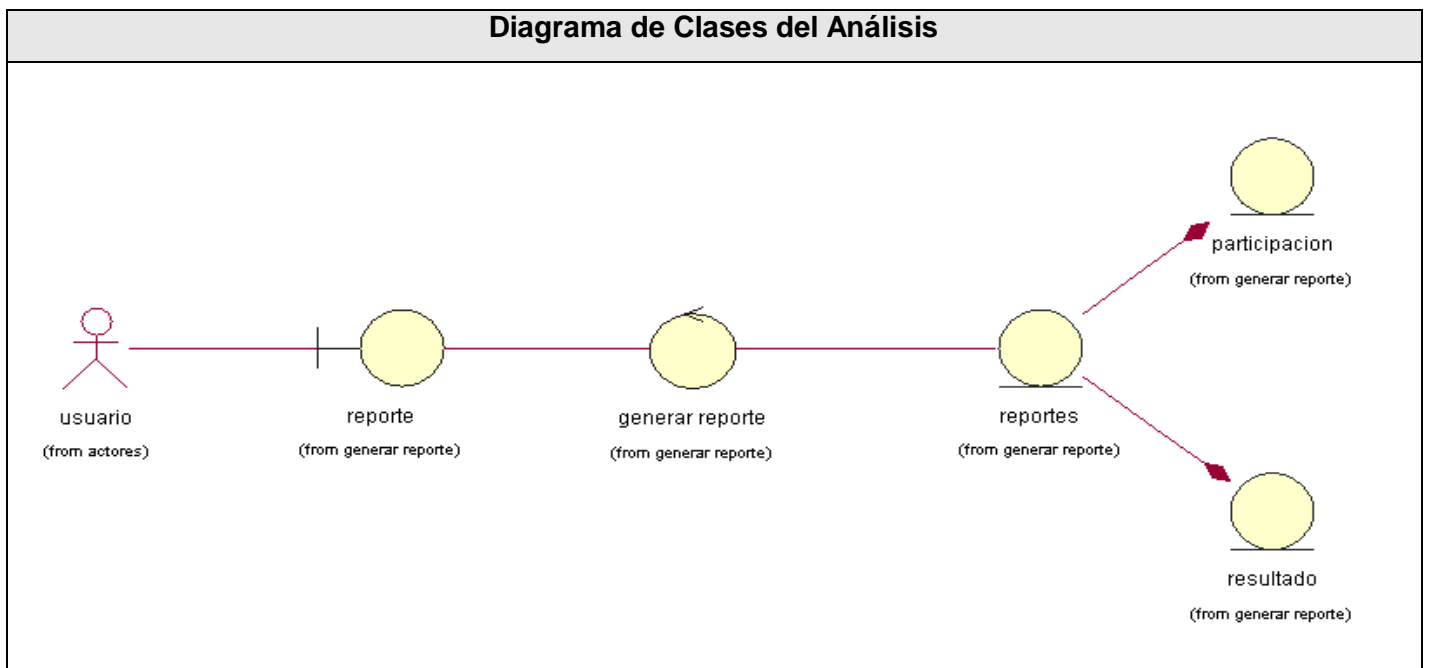 Diagrama de Clases del Análisis
participacion
(from generar reporte)
usuario
(from actores)
reporte
(from generar reporte)
generar reporte
(from generar reporte)
reportes
(from generar reporte)
resultado
(from generar reporte)